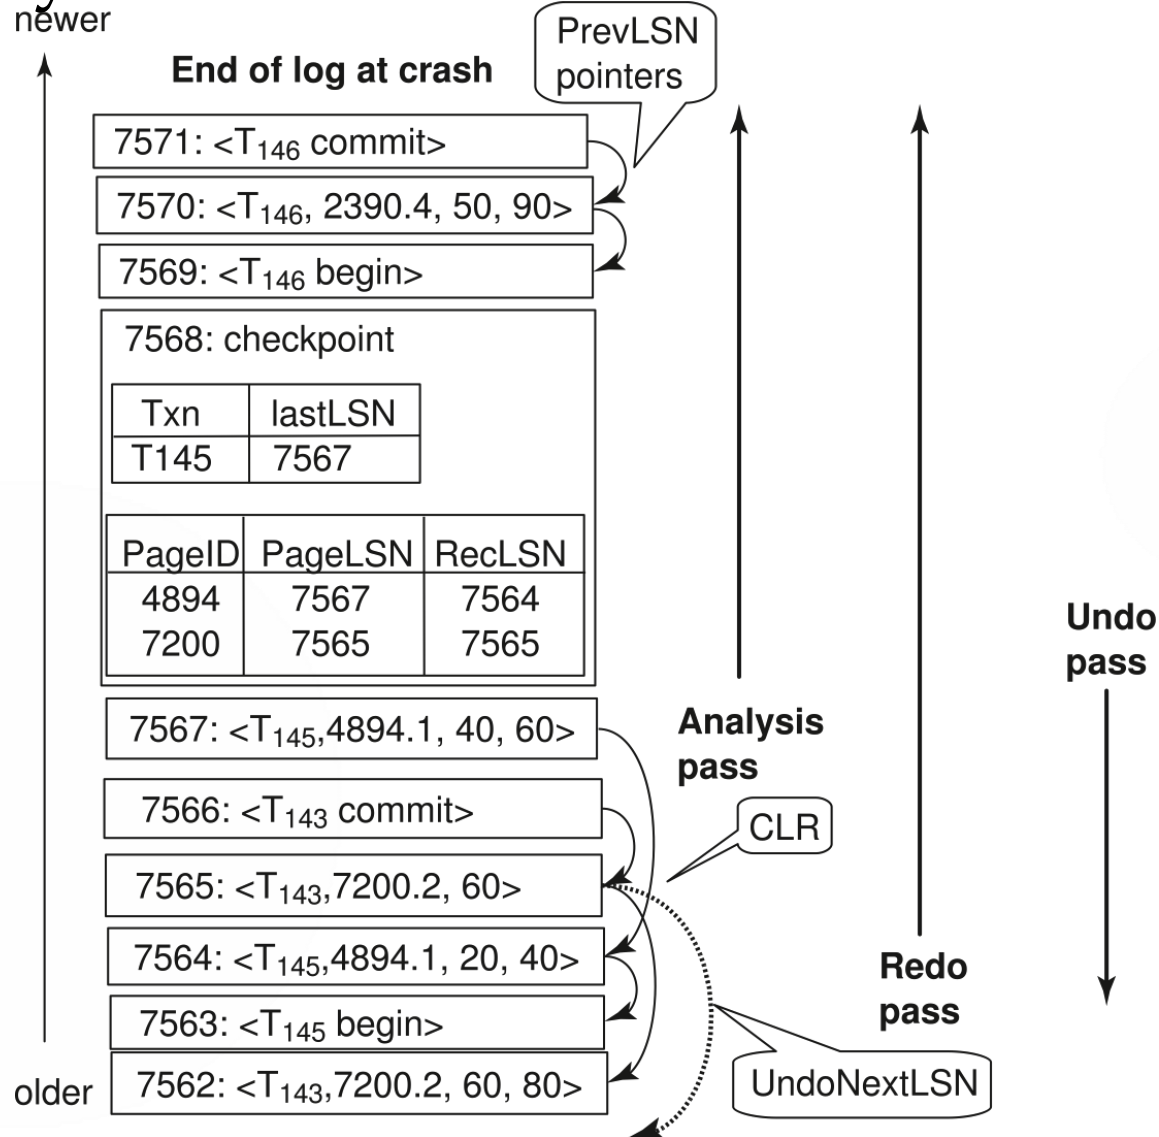 newer
End of log at crash
PrevLSN
pointers
7571: <T146 commit>
7570: <T146, 2390.4, 50, 90>
7569: <T146 begin>
7568: checkpoint
Txn lastLSN
T145 7567
PageID PageLSN RecLSN
4894 7567 7564
7200 7565 7565
7567: <T145,4894.1, 40, 60>
7566: <T143 commit>
7565: <T143,7200.2, 60>
7564: <T145,4894.1, 20, 40>
7563: <T145 begin>
7562: <T143,7200.2, 60, 80>
older
Analysis
pass
CLR
Redo
pass
UndoNextLSN
Undo
pass